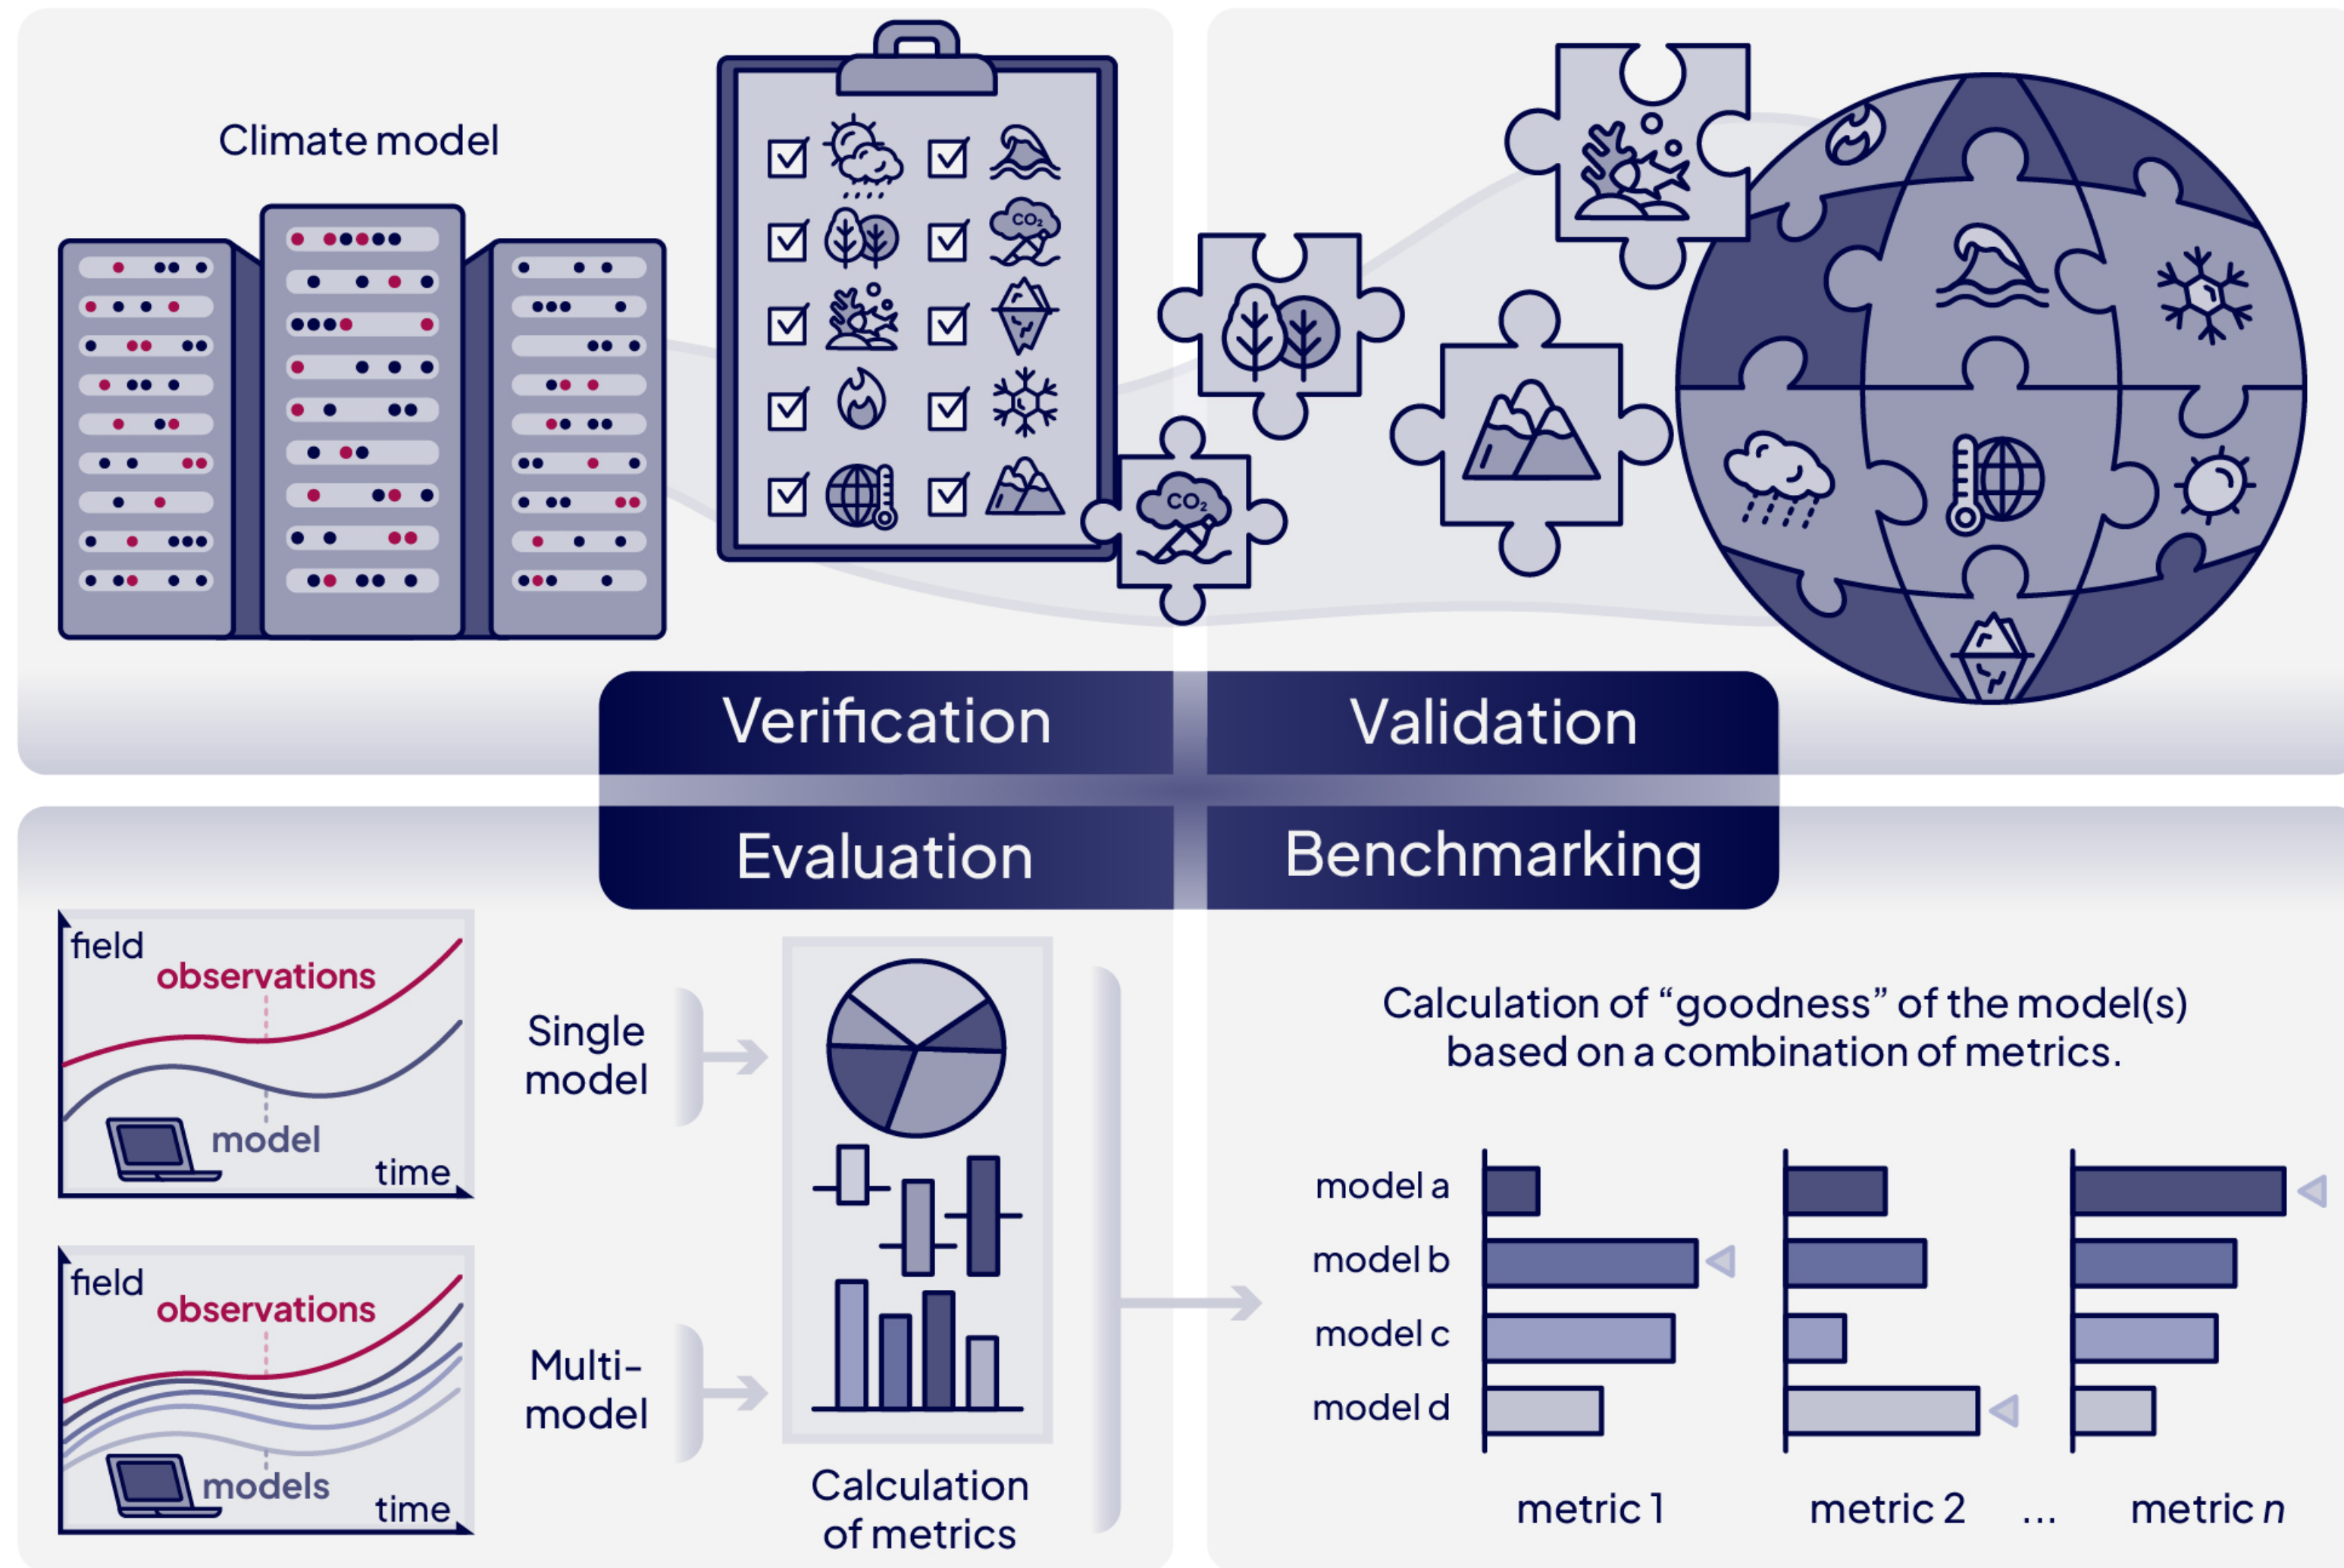 Climate model
CO₂
CO₂
Verification
Validation
Evaluation
Benchmarking
field
observations
model
time
Single
model
field
observations
models
time
Multi-
model
Calculation
of metrics
Calculation of “goodness” of the model(s)
based on a combination of metrics.
model a
model b
model c
model d
metric 1
metric 2
...
metric n